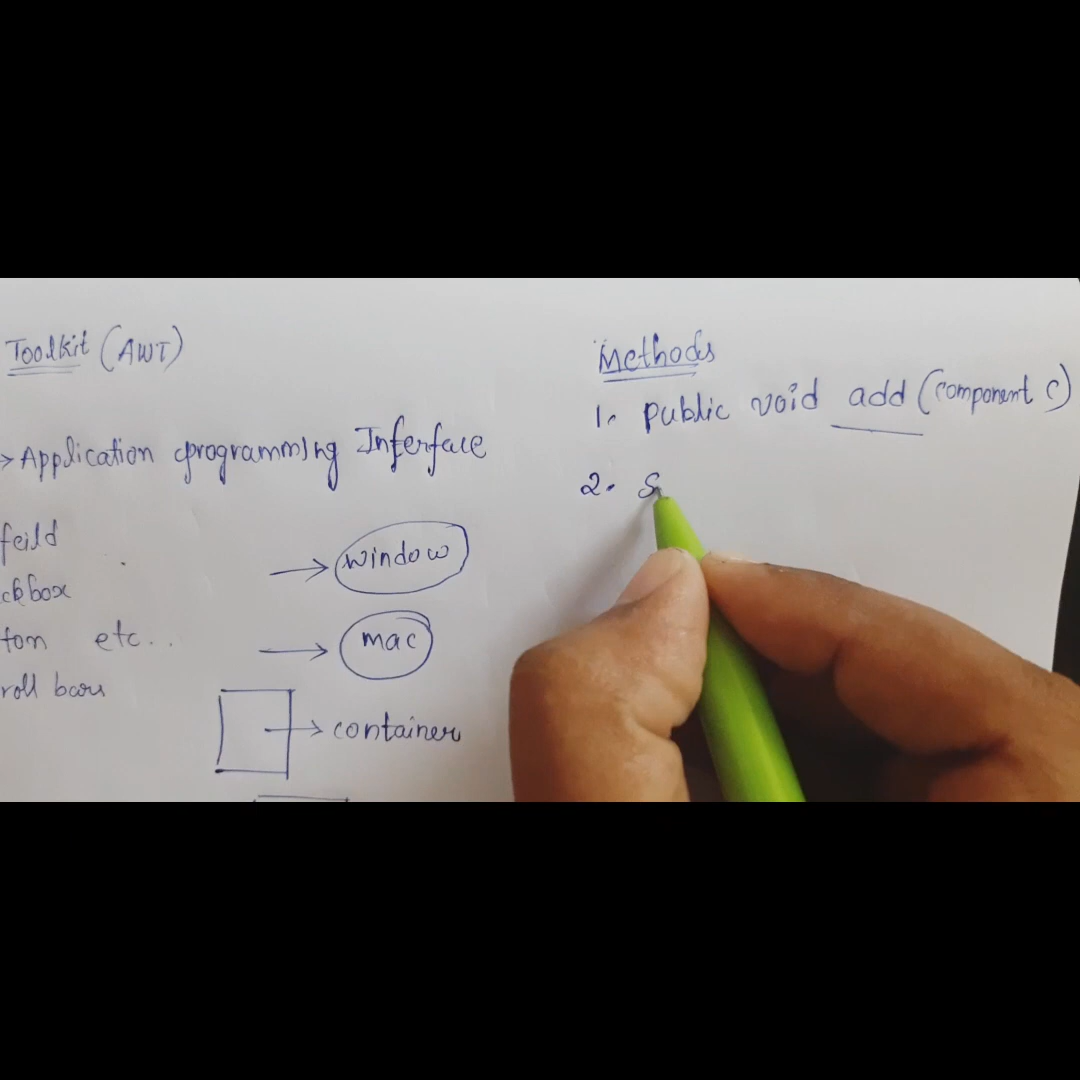 Toolkit (AWT)
> Application programming Inferface
feild
ckbox
ton etc...
roll bars
→ window
→ mac
→ container
Methods
1. public void add (component c)
2. S